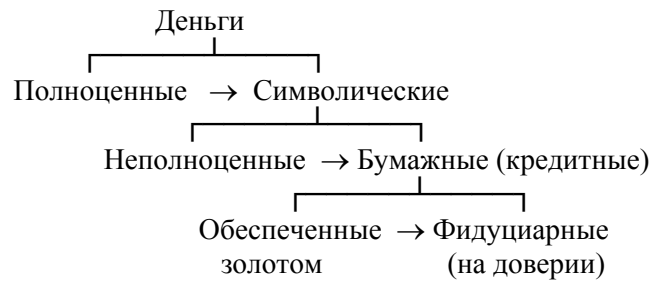 Деньги
Полноценные → Символические
Неполноценные → Бумажные (кредитные)
Обеспеченные → Фидуциарные
золотом (на доверии)